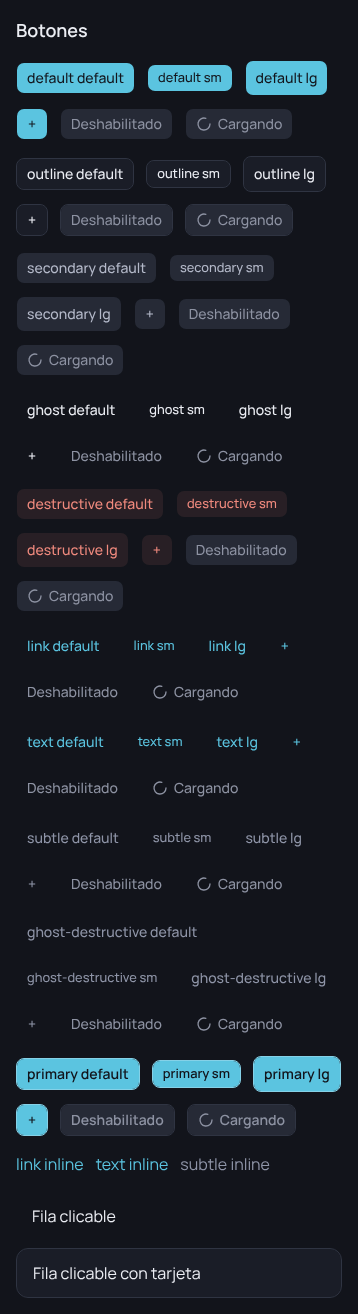 Botones
default default default sm default lg
+ Deshabilitado Cargando
outline default outline sm outline lg
+ Deshabilitado Cargando
secondary default secondary sm
secondary lg + Deshabilitado
Cargando
ghost default ghost sm ghost lg
+ Deshabilitado Cargando
destructive default destructive sm
destructive lg + Deshabilitado
Cargando
link default link sm link lg +
Deshabilitado Cargando
text default text sm text lg +
Deshabilitado Cargando
subtle default subtle sm subtle lg
+ Deshabilitado Cargando
ghost-destructive default
ghost-destructive sm ghost-destructive lg
+ Deshabilitado Cargando
primary default primary sm primary lg
+ Deshabilitado Cargando
link inline text inline subtle inline
Fila clicable
Fila clicable con tarjeta